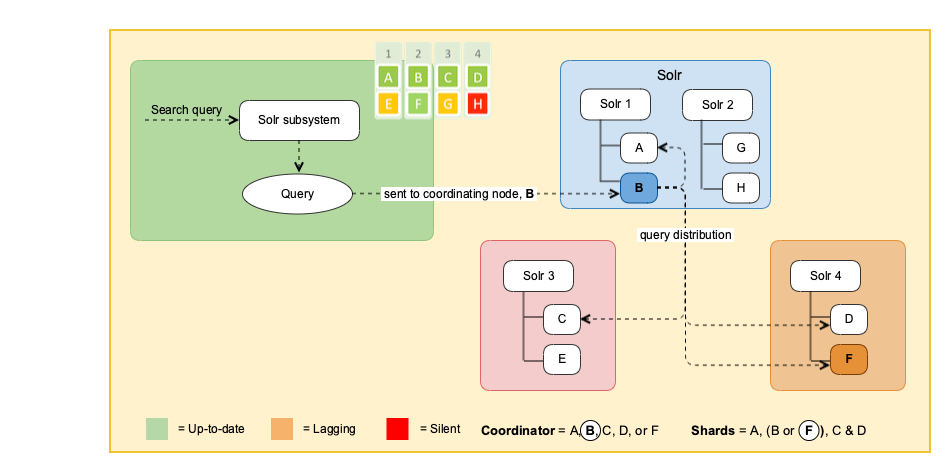 1 2 3 4
A B C D
E F G H
Search query
Solr subsystem
Query
sent to coordinating node, B
Solr
Solr 1
Solr 2
A
G
B
H
query distribution
Solr 3
Solr 4
C
D
E
F
= Up-to-date
= Lagging
= Silent
Coordinator = A, B, C, D, or F
Shards = A, (B or F ), C & D